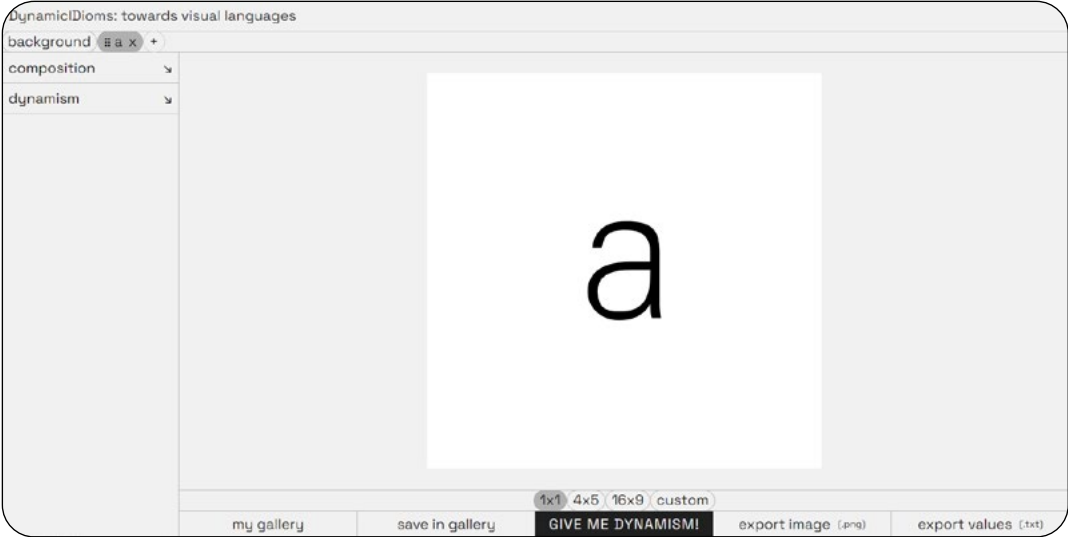 DynamicIDioms: towards visual languages
background ⠿ a x +
composition ↘
dynamism ↘
a
1x1 4x5 16x9 custom
my gallery save in gallery GIVE ME DYNAMISM! export image (.png) export values (.txt)